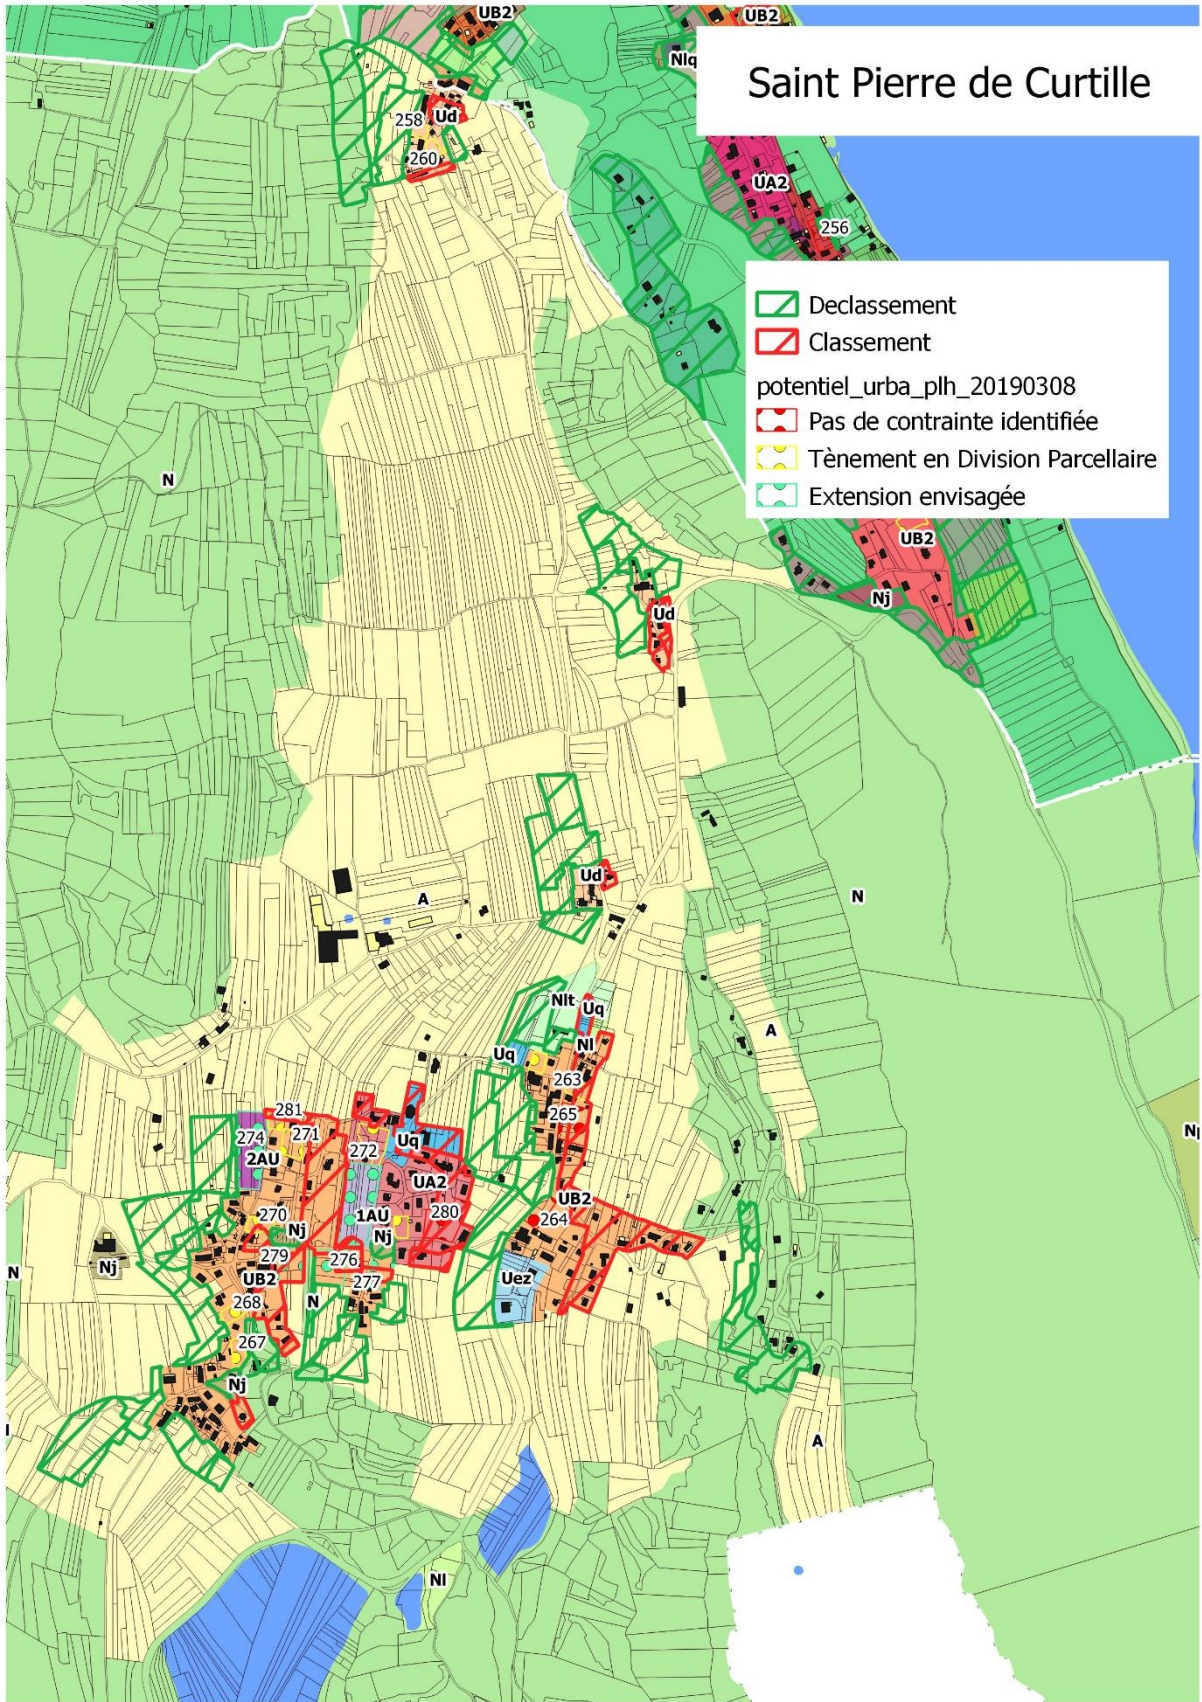 UB2
UB2
Nlq
Saint Pierre de Curtille
258
Ud
260
UA2
256
Declassement
Classement
potentiel_urba_plh_20190308
Pas de contrainte identifiée
Tènement en Division Parcellaire
Extension envisagée
N
UB2
Nj
Ud
Ud
A
N
Nlt
Uq
A
Nl
Uq
263
265
281
274
271
272
Uq
2AU
UA2
UB2
270
Nj
1AU
280
264
Nj
279
276
Nj
N
UB2
277
Uez
268
N
267
Nj
A
Nl